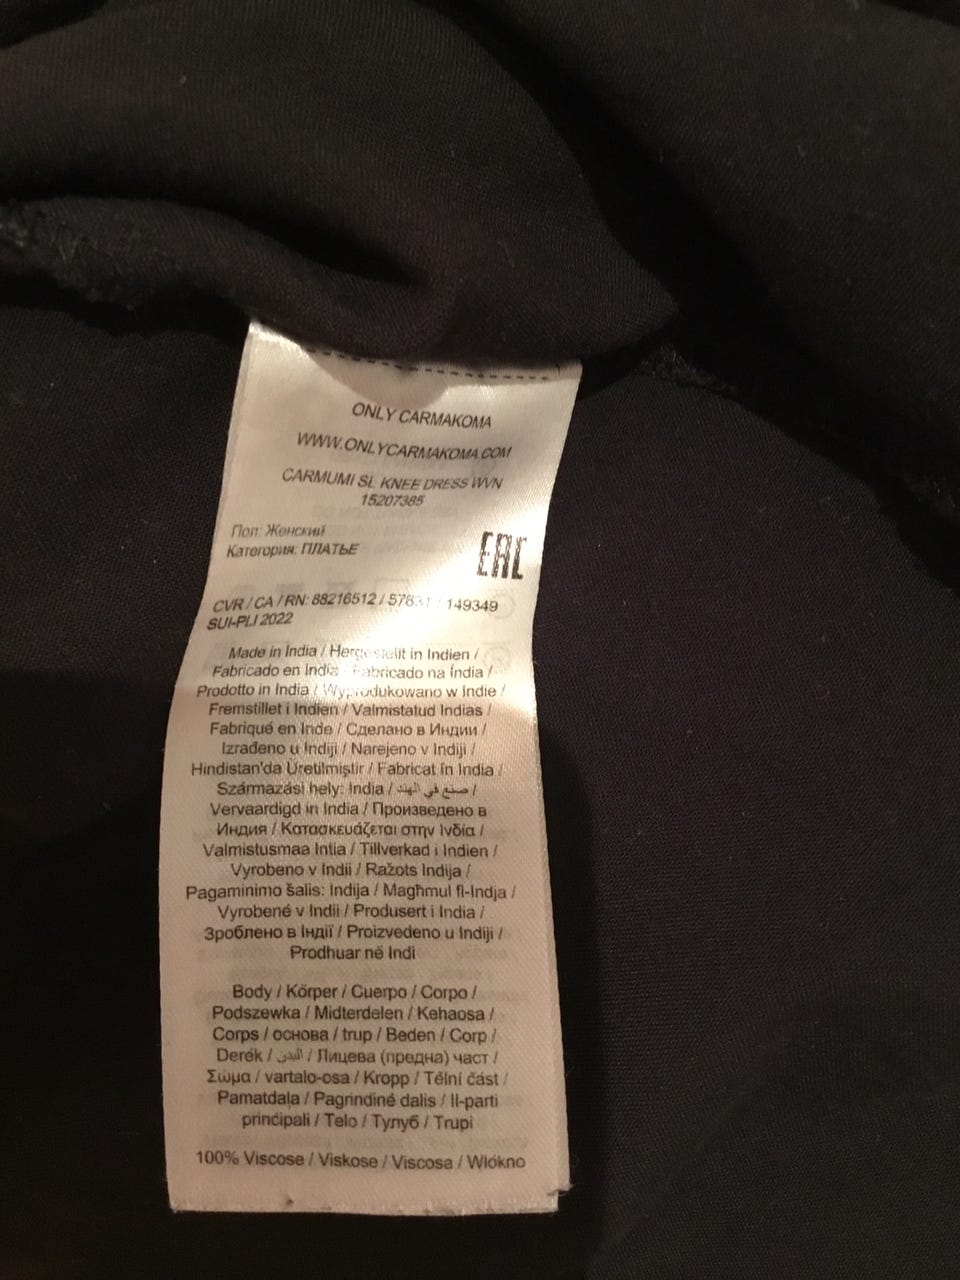 ONLY CARMAKOMA
WWW.ONLYCARMAKOMA.COM
CARMUMI SL KNEE DRESS WVN
15207385
Пол: Женский
Категория: ПЛАТЬЕ
EAC
CVR / CA / RN: 88216512 / 149349
SUI-PLI 2022
Made in India / Hergestellt in Indien /
Fabricado en India / Fabricado na Índia /
Prodotto in India / Wyprodukowano w Indie /
Fremstillet i Indien / Valmistatud Indias /
Fabriqué en Inde / Сделано в Индии /
Izrađeno u Indiji / Narejeno v Indiji /
Hindistan'da Üretilmiştir / Fabricat în India /
Származási hely: India / صنع في الهند /
Vervaardigd in India / Произведено в
Индия / Κατασκευάζεται στην Ινδία /
Valmistusmaa Intia / Tillverkad i Indien /
Vyrobeno v Indii / Ražots Indija /
Pagaminimo šalis: Indija / Magħmul fl-Indja /
Vyrobené v Indii / Produsert i India /
Зроблено в Індії / Proizvedeno u Indiji /
Prodhuar në Indi
Body / Körper / Cuerpo / Corpo /
Podszewka / Midterdelen / Kehaosa /
Corps / основа / trup / Beden / Corp /
Derék / البدن / Лицева (предна) част /
Σώμα / vartalo-osa / Kropp / Tělní část /
Pamatdaļa / Pagrindinė dalis / Il-parti
prinċipali / Telo / Тулуб / Trupi
100% Viscose / Viskose / Viscosa / Włókno